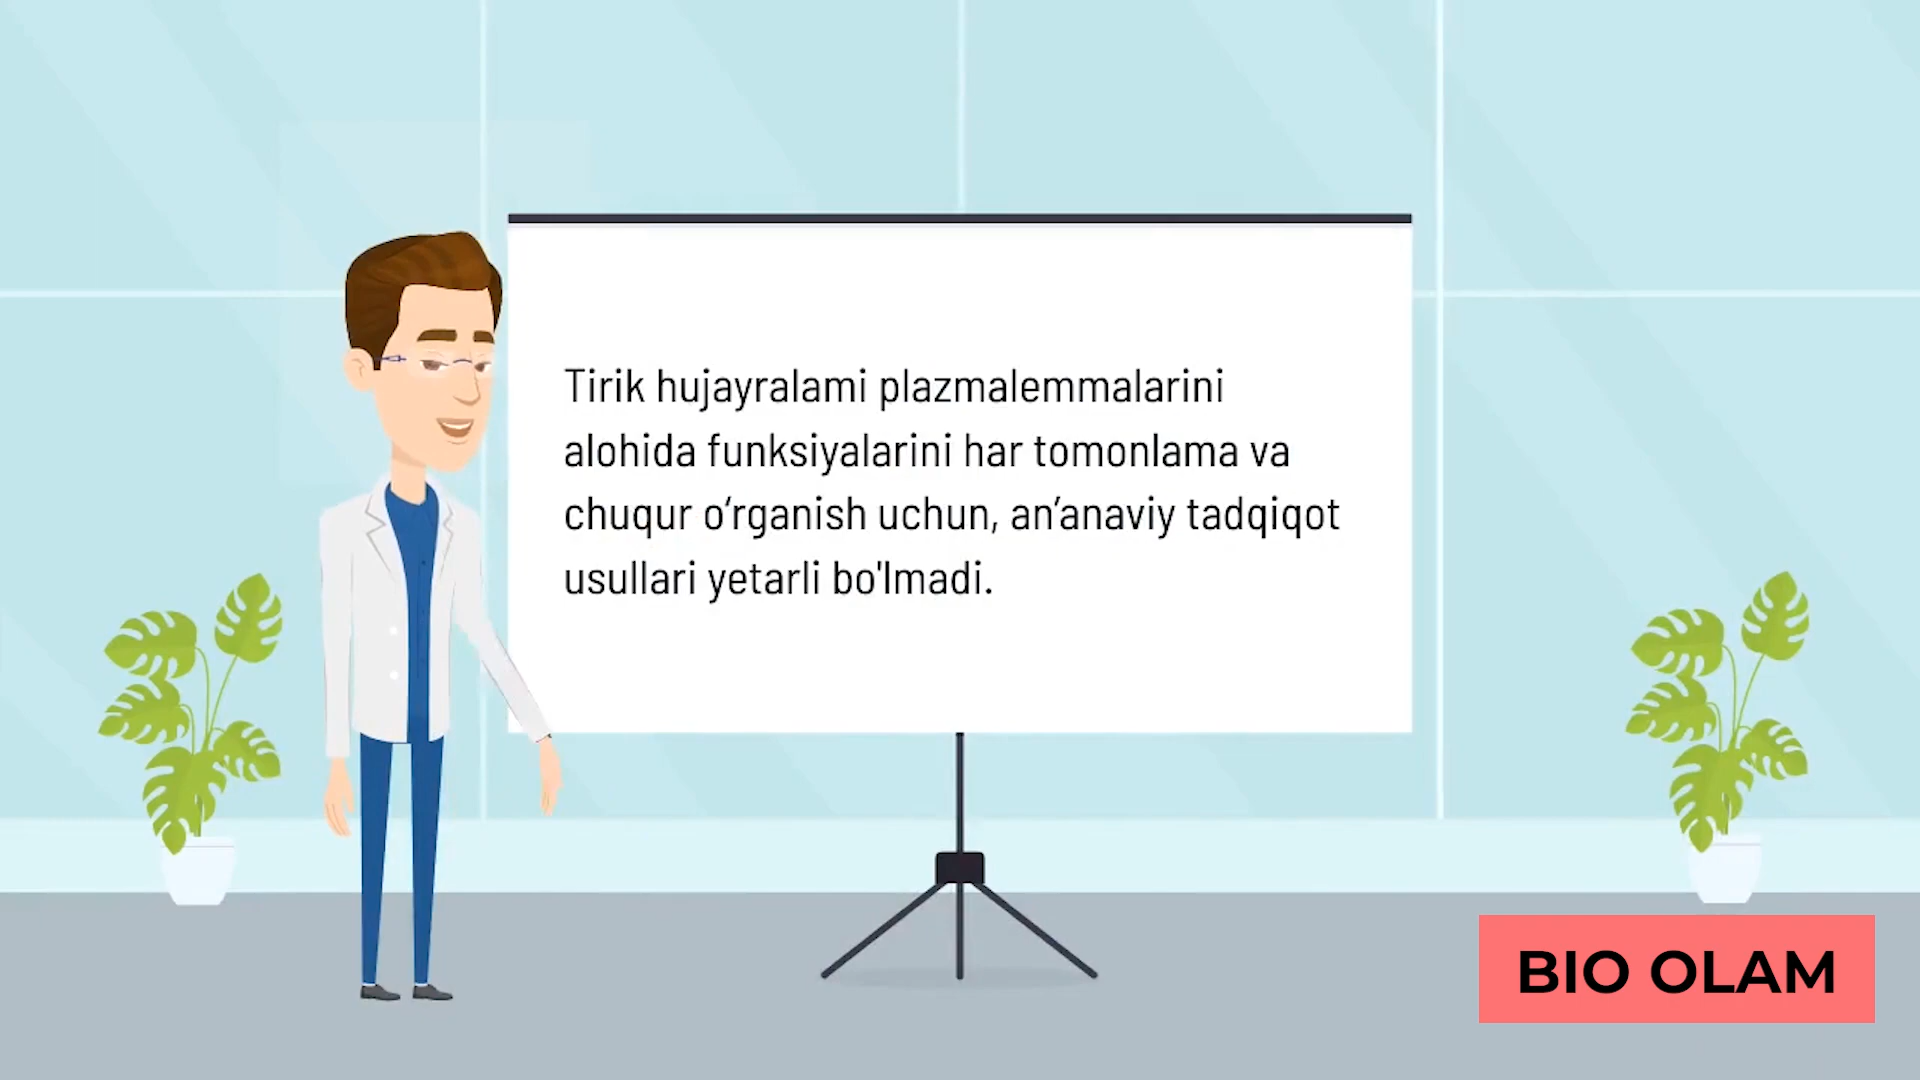 Tirik hujayralami plazmalemmalarini
alohida funksiyalarini har tomonlama va
chuqur o‘rganish uchun, an’anaviy tadqiqot
usullari yetarli bo'lmadi.
BIO OLAM